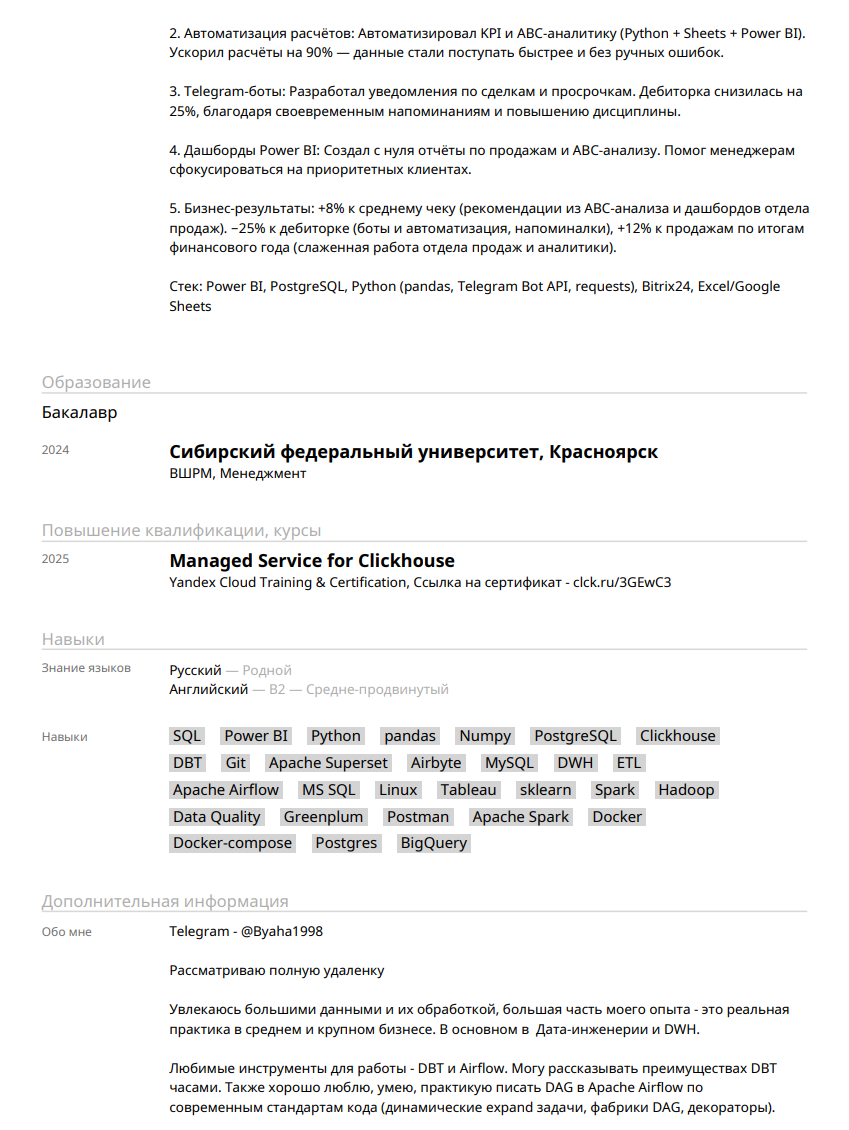 2. Автоматизация расчётов: Автоматизировал KPI и ABC-аналитику (Python + Sheets + Power BI).
Ускорил расчёты на 90% — данные стали поступать быстрее и без ручных ошибок.
3. Telegram-боты: Разработал уведомления по сделкам и просрочкам. Дебиторка снизилась на
25%, благодаря своевременным напоминаниям и повышению дисциплины.
4. Дашборды Power BI: Создал с нуля отчёты по продажам и ABC-анализу. Помог менеджерам
сфокусироваться на приоритетных клиентах.
5. Бизнес-результаты: +8% к среднему чеку (рекомендации из ABC-анализа и дашбордов отдела
продаж). −25% к дебиторке (боты и автоматизация, напоминалки), +12% к продажам по итогам
финансового года (слаженная работа отдела продаж и аналитики).
Стек: Power BI, PostgreSQL, Python (pandas, Telegram Bot API, requests), Bitrix24, Excel/Google
Sheets
Образование
Бакалавр
2024
Сибирский федеральный университет, Красноярск
ВШРМ, Менеджмент
Повышение квалификации, курсы
2025
Managed Service for Clickhouse
Yandex Cloud Training & Certification, Ссылка на сертификат - clck.ru/3GEwC3
Навыки
Знание языков
Русский — Родной
Английский — B2 — Средне-продвинутый
Навыки
SQL Power BI Python pandas Numpy PostgreSQL Clickhouse
DBT Git Apache Superset Airbyte MySQL DWH ETL
Apache Airflow MS SQL Linux Tableau sklearn Spark Hadoop
Data Quality Greenplum Postman Apache Spark Docker
Docker-compose Postgres BigQuery
Дополнительная информация
Обо мне
Telegram - @Byaha1998
Рассматриваю полную удаленку
Увлекаюсь большими данными и их обработкой, большая часть моего опыта - это реальная
практика в среднем и крупном бизнесе. В основном в Дата-инженерии и DWH.
Любимые инструменты для работы - DBT и Airflow. Могу рассказывать преимуществах DBT
часами. Также хорошо люблю, умею, практикую писать DAG в Apache Airflow по
современным стандартам кода (динамические expand задачи, фабрики DAG, декораторы).